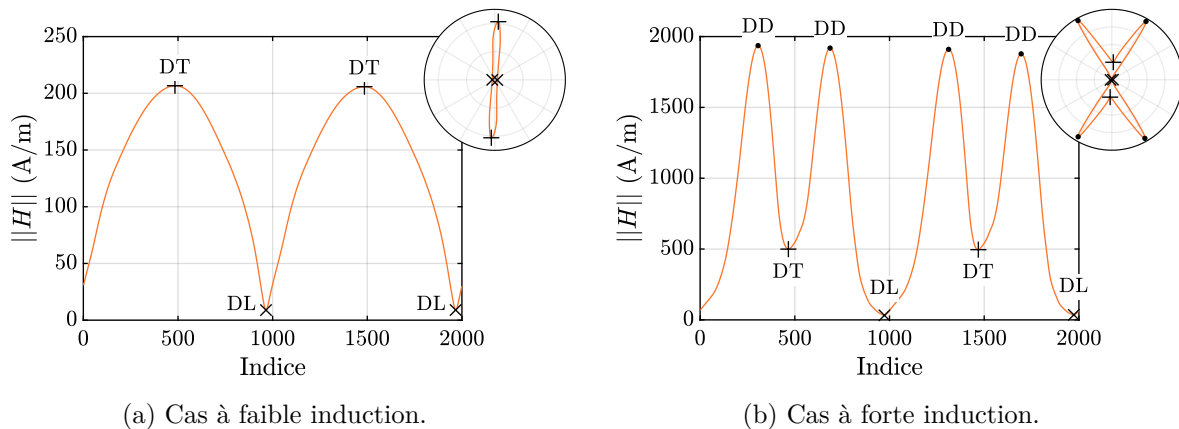 DT
DT
DL
DL
250
200
150
100
50
0
0
500
1000
1500
2000
||H|| (A/m)
Indice
(a) Cas à faible induction.
DD
DD
DD
DD
DT
DT
DL
DL
2000
1500
1000
500
0
0
500
1000
1500
2000
||H|| (A/m)
Indice
(b) Cas à forte induction.